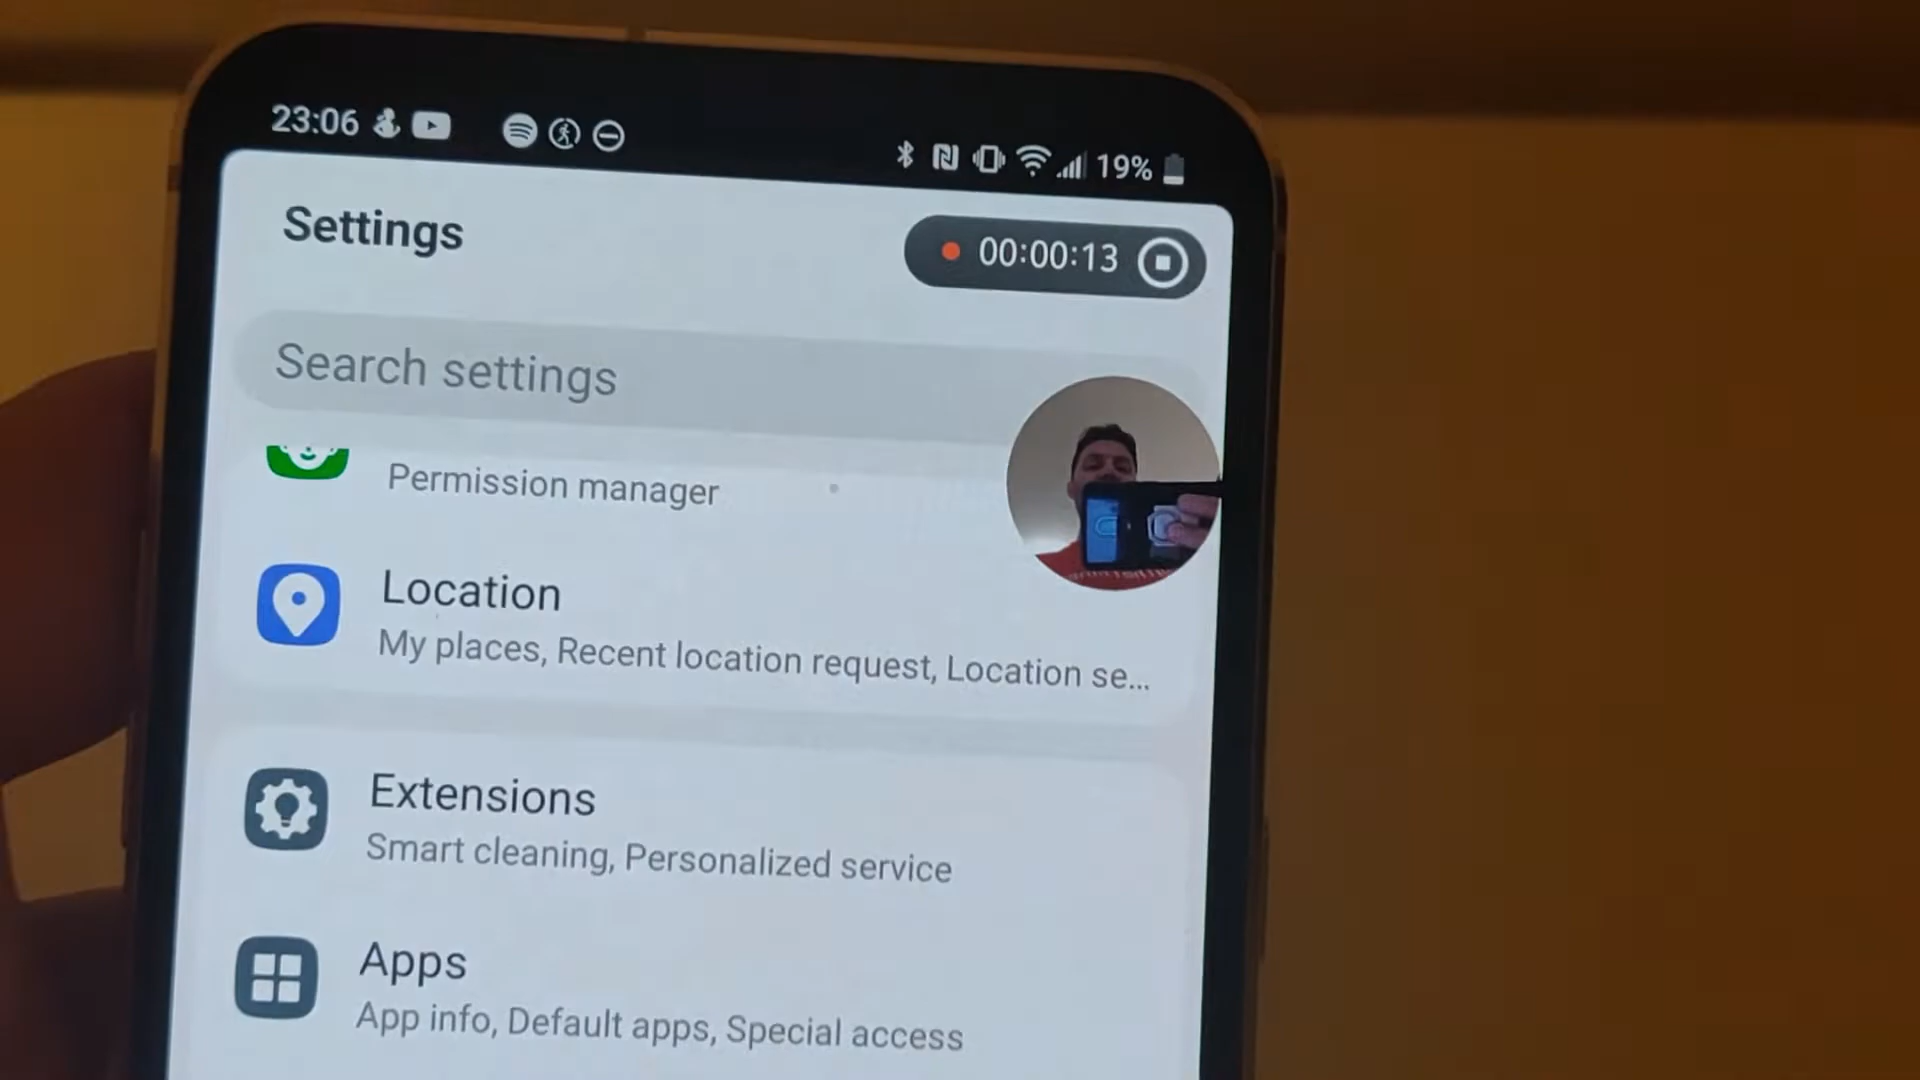 23:06
19%
Settings
00:00:13
Search settings
Permission manager
Location
My places, Recent location request, Location se...
Extensions
Smart cleaning, Personalized service
Apps
App info, Default apps, Special access